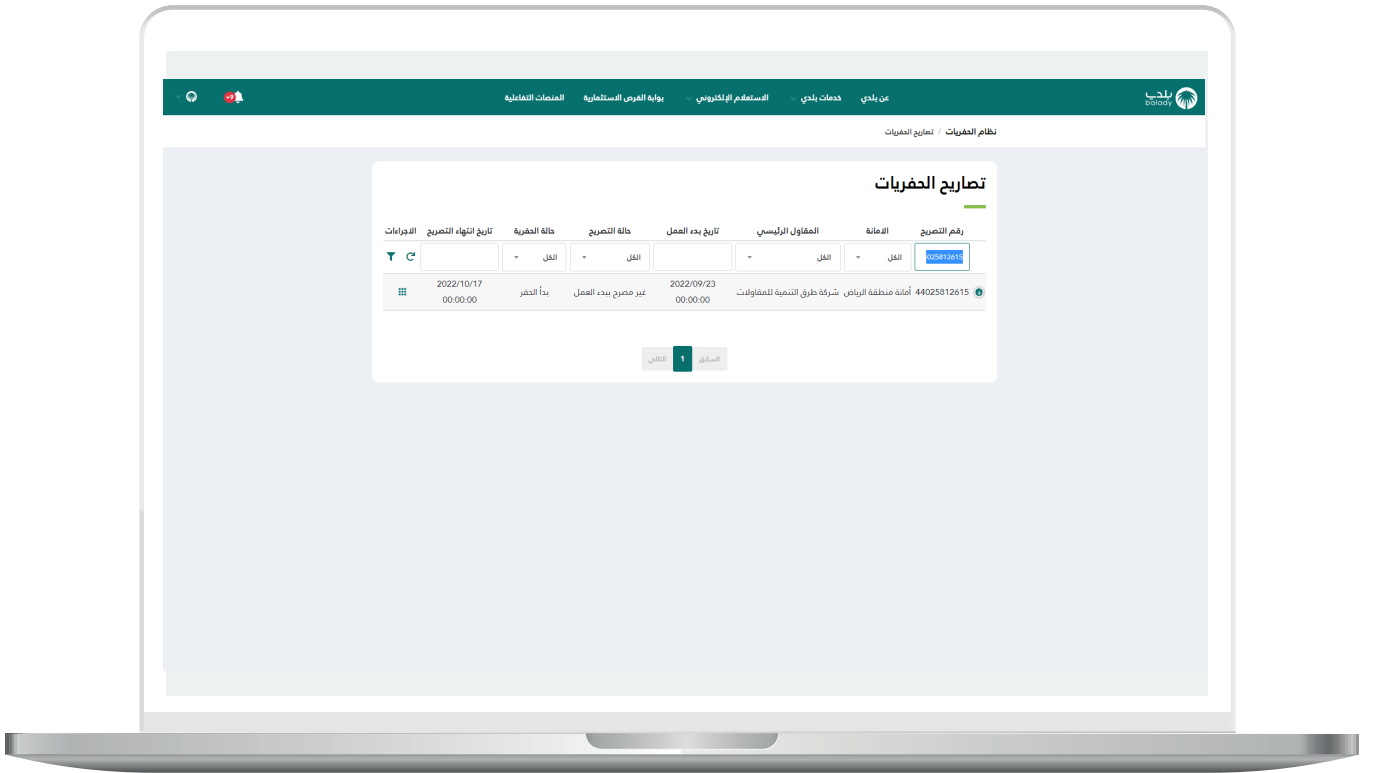 بلدي
balady
عن بلدي
خدمات بلدي
الاستعلام الإلكتروني
بوابة الفرص الاستثمارية
المنصات التفاعلية
+9
نظام الحفريات / تصاريح الحفريات
تصاريح الحفريات
رقم التصريح الامانة المقاول الرئيسي تاريخ بدء العمل حالة التصريح حالة الحفرية تاريخ انتهاء التصريح الاجراءات
025812615 الكل الكل الكل الكل
44025812615 أمانة منطقة الرياض شركة طرق التنمية للمقاولات 2022/09/23 00:00:00 غير مصرح ببدء العمل بدأ الحفر 2022/10/17 00:00:00
السابق 1 التالي